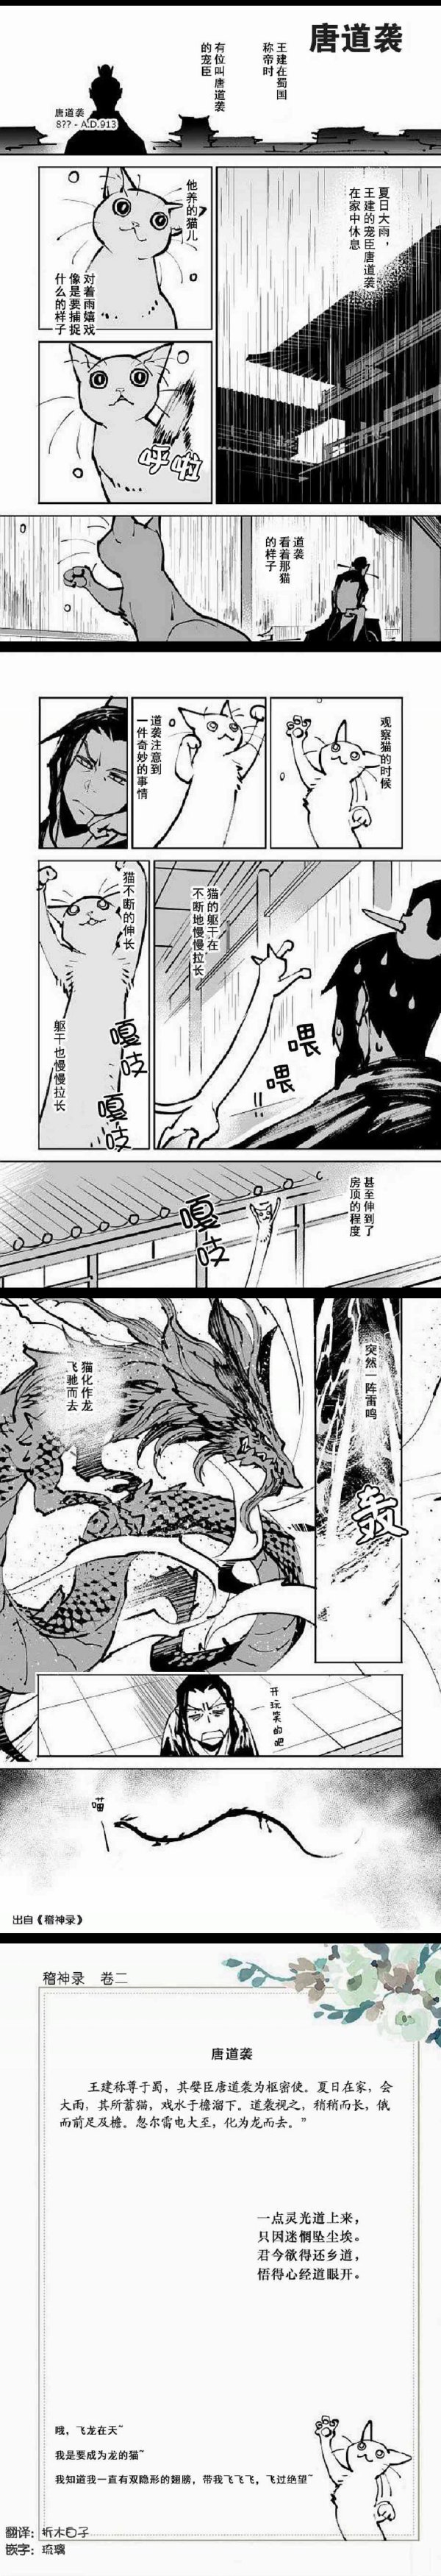 唐道袭
王建在蜀国
称帝时
有位叫唐道袭
的宠臣
唐道袭
8?? - A.D.913
夏日大雨，
王建的宠臣唐道袭
在家中休息
他养的猫儿
对着雨嬉戏
像是要捕捉
什么的样子
呼啦
道袭
看着那猫
的样子
观察猫的时候
道袭注意到
一件奇妙的事情
猫的躯干在
不断地慢慢拉长
喂
喂
!!
猫不断的伸长
嘎吱
嘎吱
躯干也慢慢拉长
甚至伸到了
房顶的程度
嘎吱
突然一阵雷鸣
轰
猫化作龙
飞驰而去
开玩笑的吧
喵
出自《稽神录》
稽神录 卷二
唐道袭
王建称尊于蜀，其嬖臣唐道袭为枢密使。夏日在家，会
大雨，其所蓄猫，戏水于檐溜下。道袭视之，稍稍而长，俄
而前足及檐。忽尔雷电大至，化为龙而去。”
一点灵光道上来，
只因迷惘坠尘埃。
君今欲得还乡道，
悟得心经道眼开。
哦，飞龙在天~
我是要成为龙的猫~
我知道我一直有双隐形的翅膀，带我飞飞飞，飞过绝望~
翻译：析木日子
嵌字：琉璃